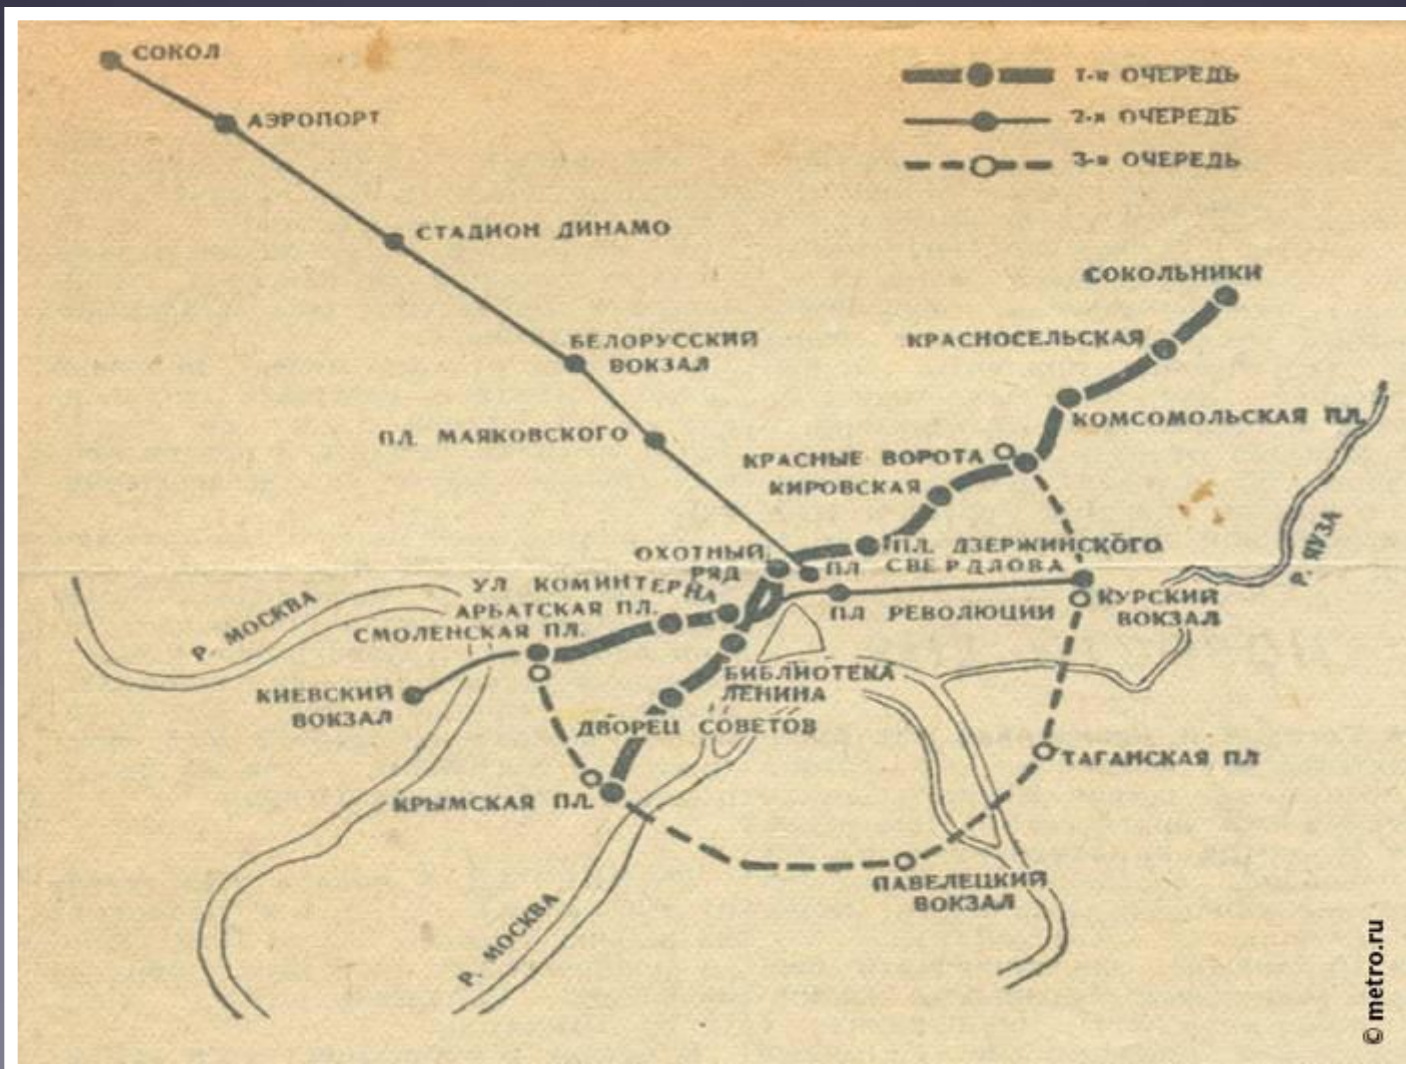 СОКОЛ
АЭРОПОРТ
СТАДИОН ДИНАМО
БЕЛОРУССКИЙ
ВОКЗАЛ
ПЛ. МАЯКОВСКОГО
1-я ОЧЕРЕДЬ
2-я ОЧЕРЕДЬ
3-я ОЧЕРЕДЬ
СОКОЛЬНИКИ
КРАСНОСЕЛЬСКАЯ
КОМСОМОЛЬСКАЯ ПЛ.
КРАСНЫЕ ВОРОТА
КИРОВСКАЯ
ПЛ. ДЗЕРЖИНСКОГО
ОХОТНЫЙ
РЯД
ПЛ СВЕРДЛОВА
УЛ КОМИНТЕРНА
АРБАТСКАЯ ПЛ.
СМОЛЕНСКАЯ ПЛ.
ПЛ РЕВОЛЮЦИИ
КУРСКИЙ
ВОКЗАЛ
Р. ЯУЗА
Р. МОСКВА
КИЕВСКИЙ
ВОКЗАЛ
БИБЛИОТЕКА
ЛЕНИНА
ДВОРЕЦ СОВЕТОВ
КРЫМСКАЯ ПЛ.
ТАГАНСКАЯ ПЛ
ПАВЕЛЕЦКИЙ
ВОКЗАЛ
Р. МОСКВА
© metro.ru